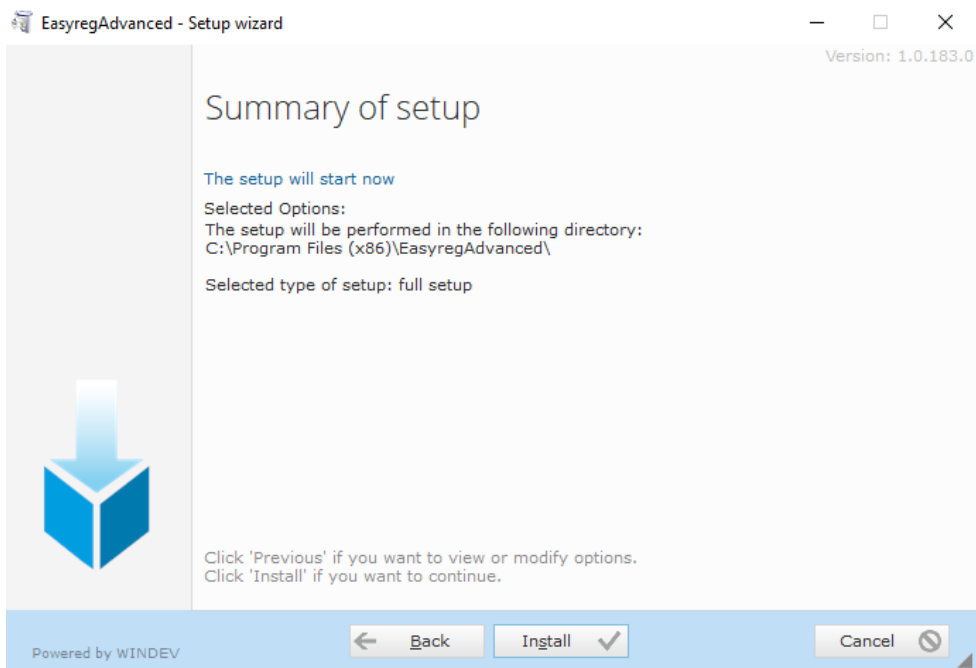 EasyregAdvanced - Setup wizard
Version: 1.0.183.0
Summary of setup
The setup will start now
Selected Options:
The setup will be performed in the following directory:
C:\Program Files (x86)\EasyregAdvanced\
Selected type of setup: full setup
Click 'Previous' if you want to view or modify options.
Click 'Install' if you want to continue.
Powered by WINDEV
Back
Install
Cancel